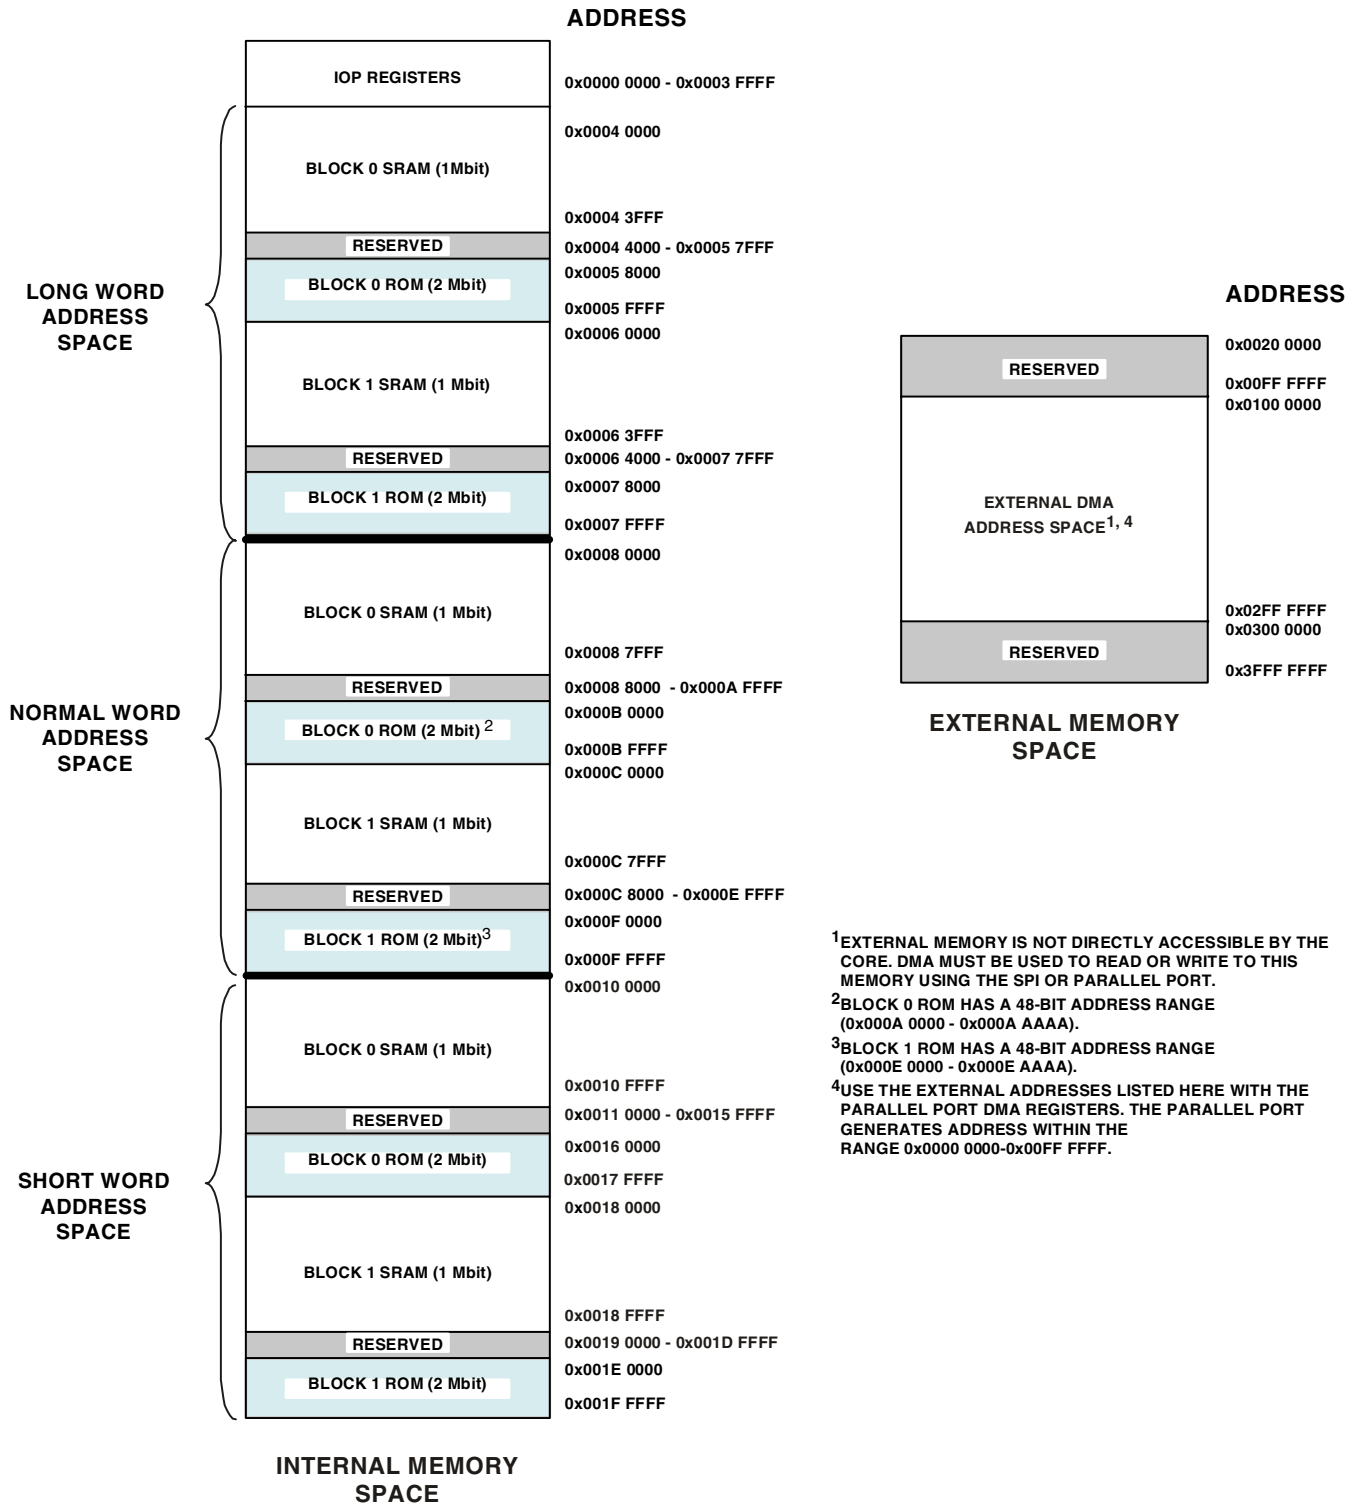 ADDRESS
IOP REGISTERS
0x0000 0000 - 0x0003 FFFF
0x0004 0000
BLOCK 0 SRAM (1Mbit)
0x0004 3FFF
RESERVED
0x0004 4000 - 0x0005 7FFF
0x0005 8000
BLOCK 0 ROM (2 Mbit)
0x0005 FFFF
0x0006 0000
BLOCK 1 SRAM (1 Mbit)
0x0006 3FFF
RESERVED
0x0006 4000 - 0x0007 7FFF
0x0007 8000
BLOCK 1 ROM (2 Mbit)
0x0007 FFFF
LONG WORD
ADDRESS
SPACE
0x0008 0000
BLOCK 0 SRAM (1 Mbit)
0x0008 7FFF
RESERVED
0x0008 8000 - 0x000A FFFF
0x000B 0000
BLOCK 0 ROM (2 Mbit) 2
0x000B FFFF
0x000C 0000
BLOCK 1 SRAM (1 Mbit)
0x000C 7FFF
RESERVED
0x000C 8000 - 0x000E FFFF
0x000F 0000
BLOCK 1 ROM (2 Mbit)3
0x000F FFFF
NORMAL WORD
ADDRESS
SPACE
0x0010 0000
BLOCK 0 SRAM (1 Mbit)
0x0010 FFFF
RESERVED
0x0011 0000 - 0x0015 FFFF
0x0016 0000
BLOCK 0 ROM (2 Mbit)
0x0017 FFFF
0x0018 0000
BLOCK 1 SRAM (1 Mbit)
0x0018 FFFF
RESERVED
0x0019 0000 - 0x001D FFFF
0x001E 0000
BLOCK 1 ROM (2 Mbit)
0x001F FFFF
SHORT WORD
ADDRESS
SPACE
INTERNAL MEMORY
SPACE
ADDRESS
0x0020 0000
RESERVED
0x00FF FFFF
0x0100 0000
EXTERNAL DMA
ADDRESS SPACE1, 4
0x02FF FFFF
0x0300 0000
RESERVED
0x3FFF FFFF
EXTERNAL MEMORY
SPACE
1EXTERNAL MEMORY IS NOT DIRECTLY ACCESSIBLE BY THE
CORE. DMA MUST BE USED TO READ OR WRITE TO THIS
MEMORY USING THE SPI OR PARALLEL PORT.
2BLOCK 0 ROM HAS A 48-BIT ADDRESS RANGE
(0x000A 0000 - 0x000A AAAA).
3BLOCK 1 ROM HAS A 48-BIT ADDRESS RANGE
(0x000E 0000 - 0x000E AAAA).
4USE THE EXTERNAL ADDRESSES LISTED HERE WITH THE
PARALLEL PORT DMA REGISTERS. THE PARALLEL PORT
GENERATES ADDRESS WITHIN THE
RANGE 0x0000 0000-0x00FF FFFF.